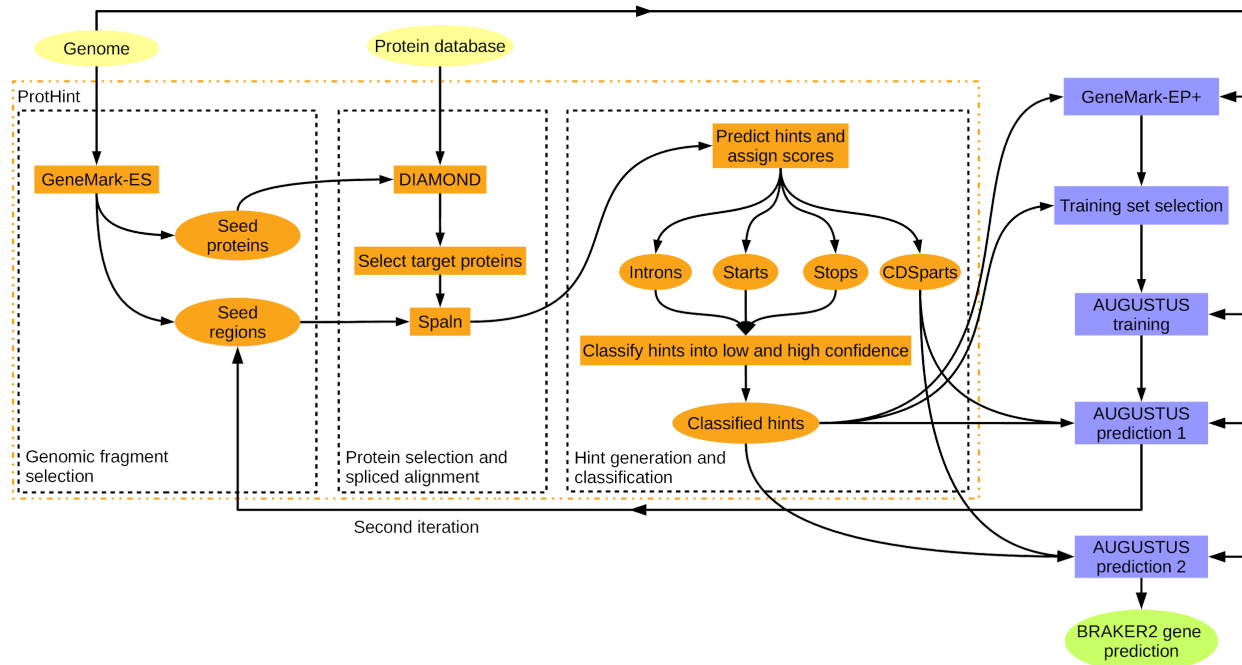 Genome
Protein database
ProtHint
GeneMark-ES
Seed
proteins
Seed
regions
Genomic fragment
selection
DIAMOND
Select target proteins
Spaln
Protein selection and
spliced alignment
Predict hints and
assign scores
Introns
Starts
Stops
CDSparts
Classify hints into low and high confidence
Classified hints
Hint generation and
classification
Second iteration
GeneMark-EP+
Training set selection
AUGUSTUS
training
AUGUSTUS
prediction 1
AUGUSTUS
prediction 2
BRAKER2 gene
prediction